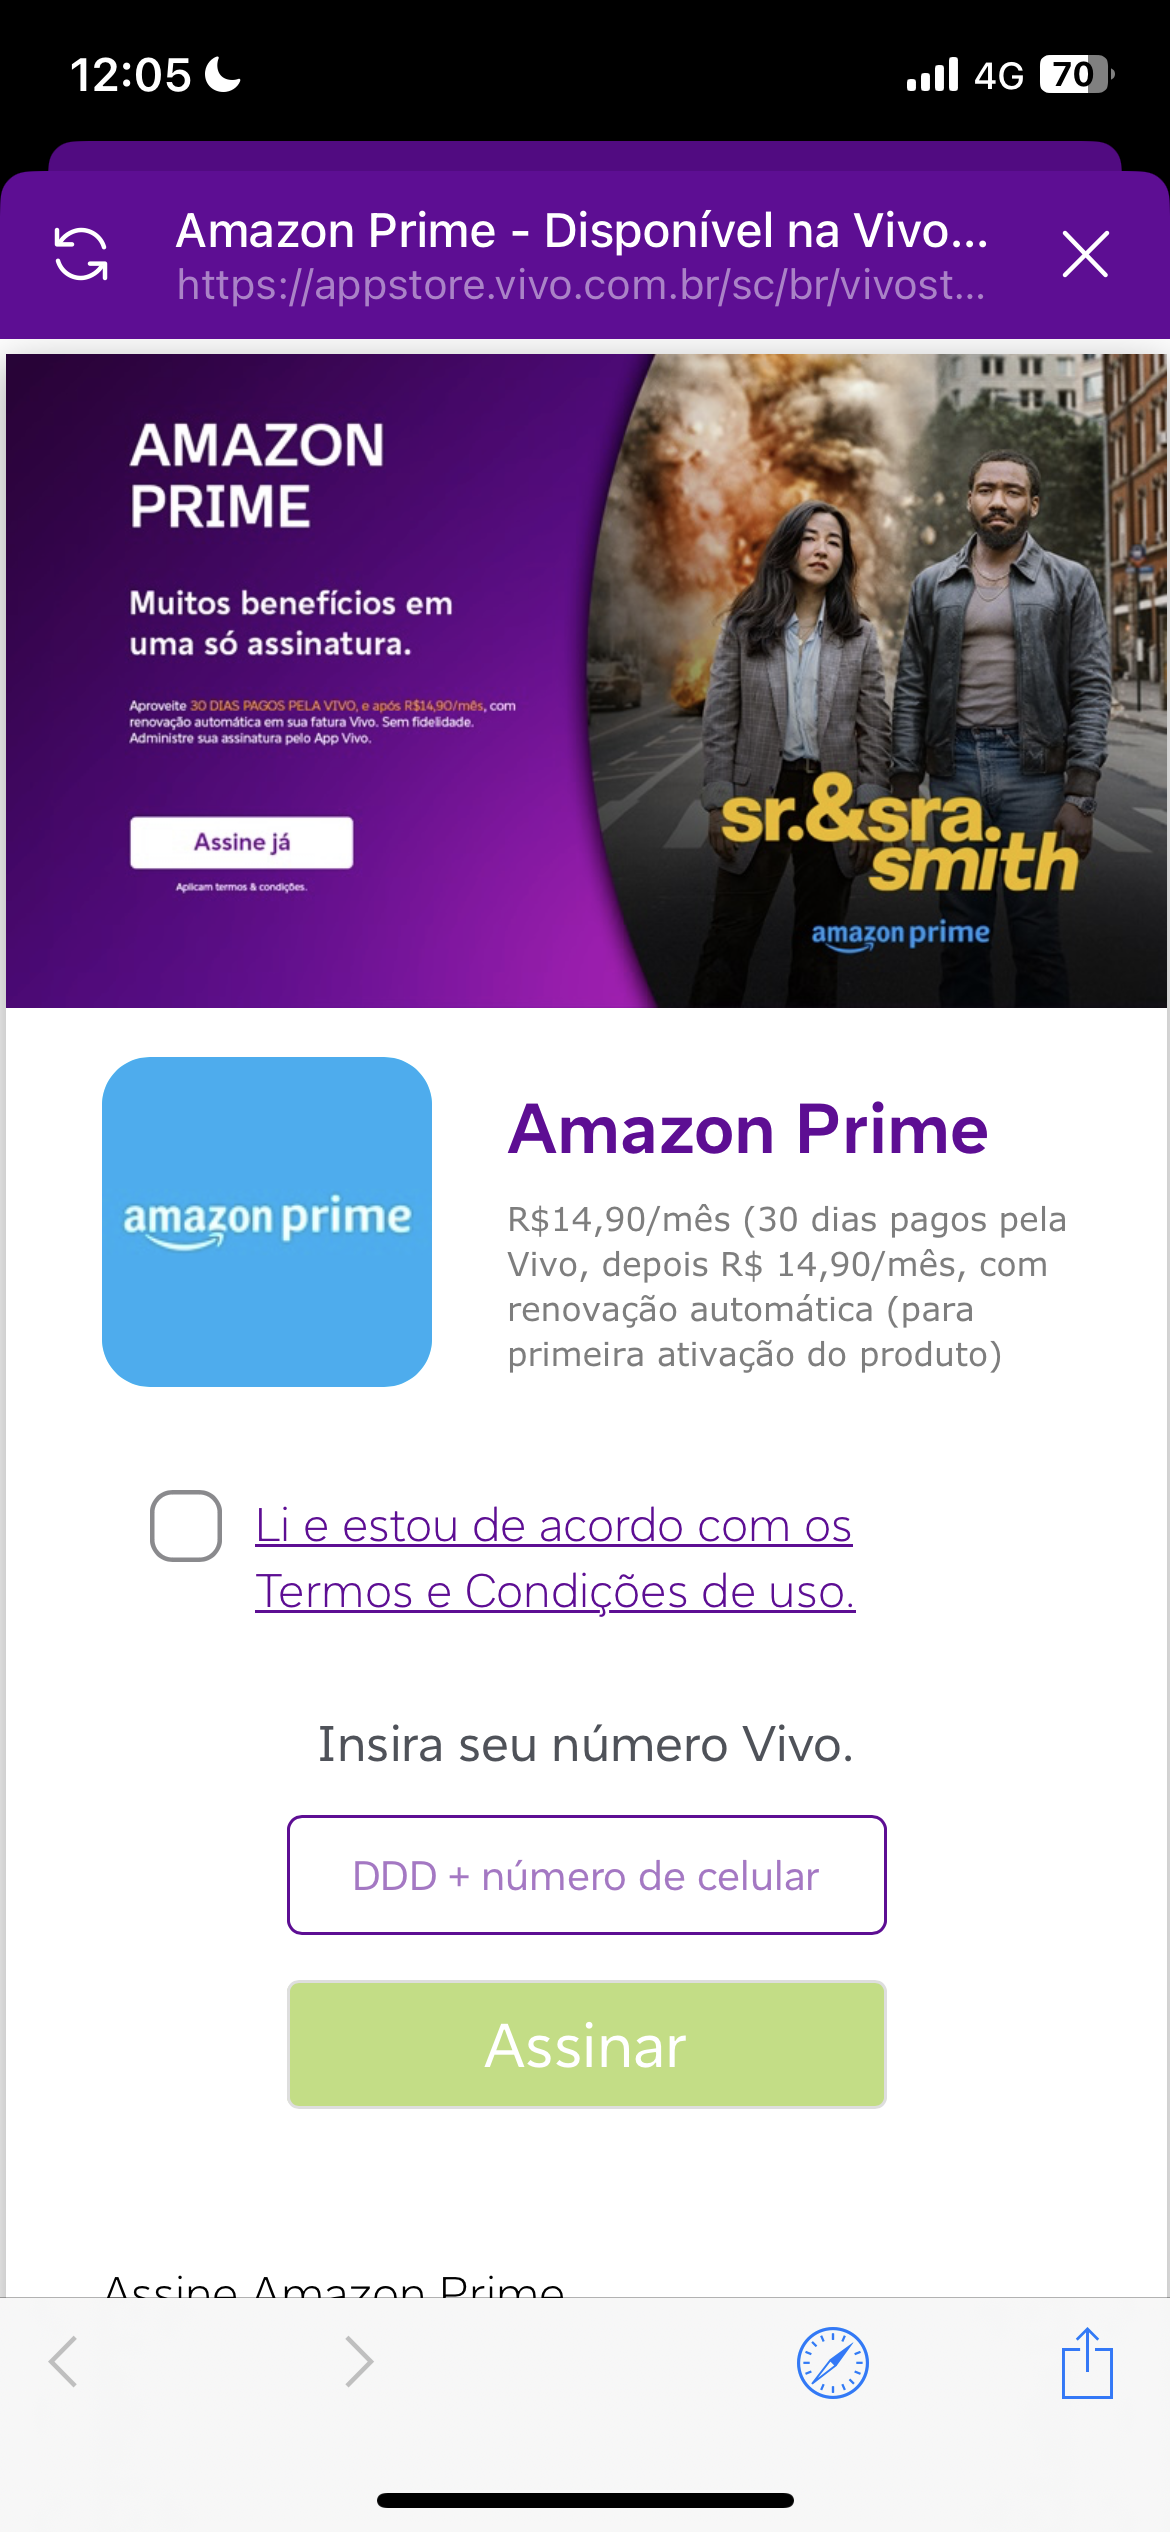 12:05
4G
70
Amazon Prime - Disponível na Vivo...
https://appstore.vivo.com.br/sc/br/vivost...
AMAZON
PRIME
Muitos benefícios em
uma só assinatura.
Aproveite 30 DIAS PAGOS PELA VIVO, e após R$14,90/mês, com
renovação automática em sua fatura Vivo. Sem fidelidade.
Administre sua assinatura pelo App Vivo.
Assine já
Aplicam termos & condições.
sr.&sra.
smith
amazon prime
amazon prime
Amazon Prime
R$14,90/mês (30 dias pagos pela
Vivo, depois R$ 14,90/mês, com
renovação automática (para
primeira ativação do produto)
Li e estou de acordo com os
Termos e Condições de uso.
Insira seu número Vivo.
DDD + número de celular
Assinar
Assine Amazon Prime